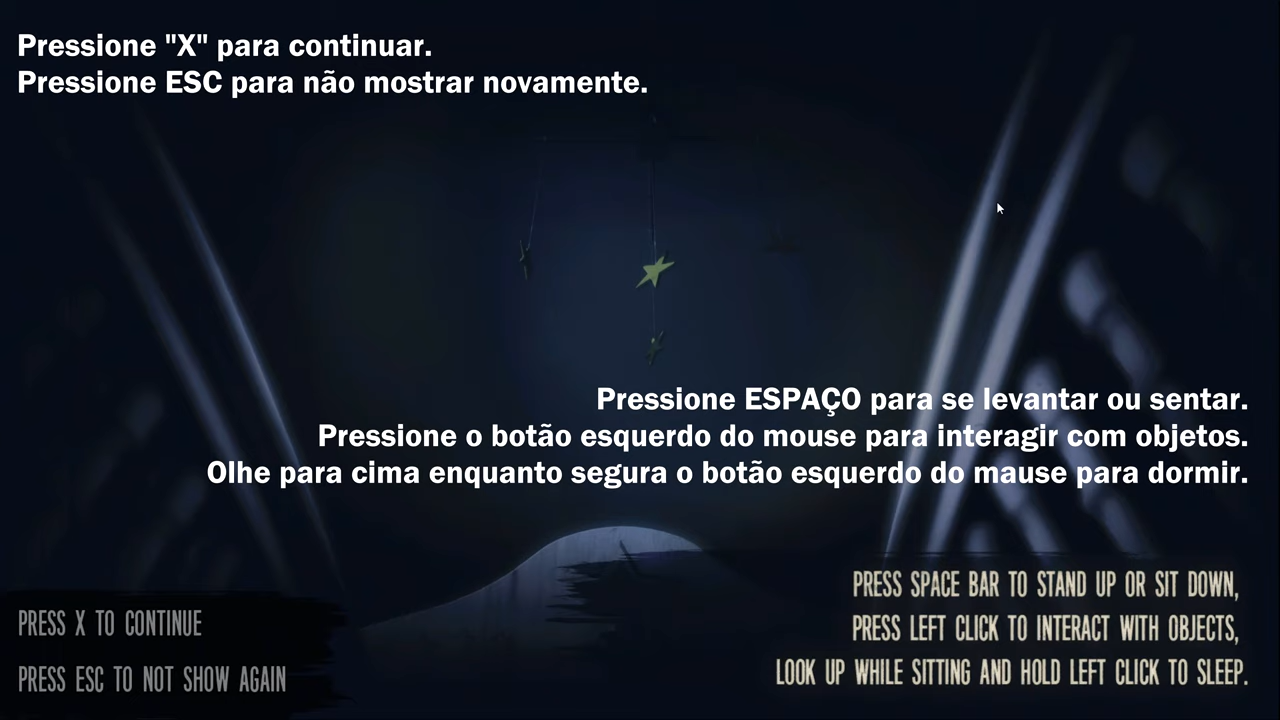 Pressione "X" para continuar.
Pressione ESC para não mostrar novamente.
Pressione ESPAÇO para se levantar ou sentar.
Pressione o botão esquerdo do mouse para interagir com objetos.
Olhe para cima enquanto segura o botão esquerdo do mause para dormir.
PRESS X TO CONTINUE
PRESS ESC TO NOT SHOW AGAIN
PRESS SPACE BAR TO STAND UP OR SIT DOWN,
PRESS LEFT CLICK TO INTERACT WITH OBJECTS,
LOOK UP WHILE SITTING AND HOLD LEFT CLICK TO SLEEP.